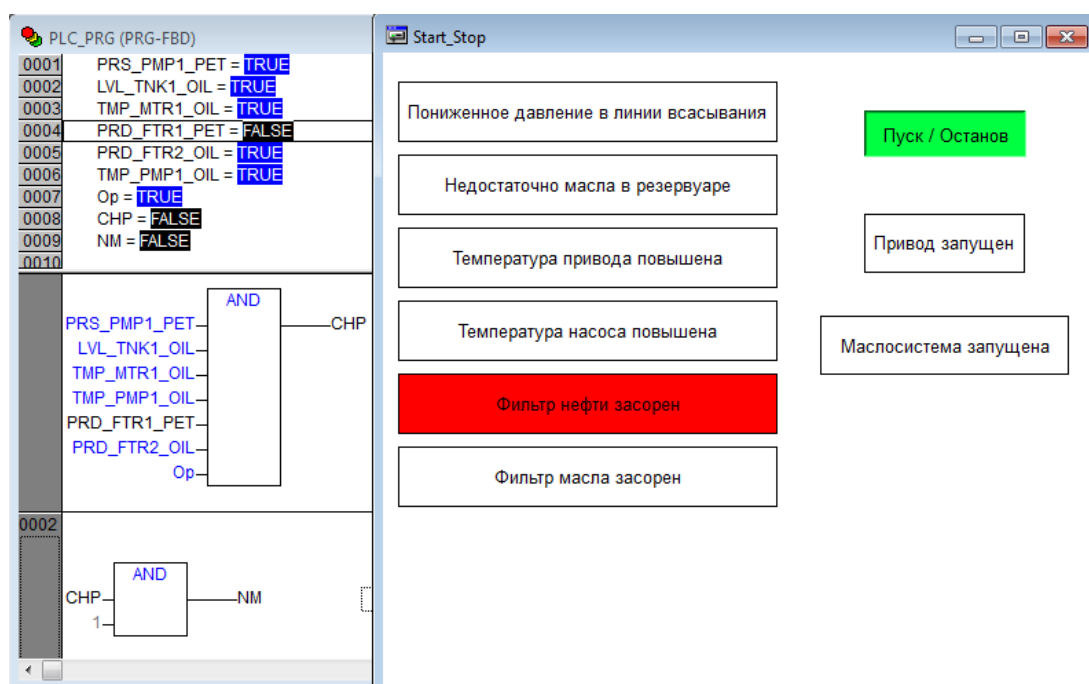 PLC_PRG (PRG-FBD)
0001 PRS_PMP1_PET = TRUE
0002 LVL_TNK1_OIL = TRUE
0003 TMP_MTR1_OIL = TRUE
0004 PRD_FTR1_PET = FALSE
0005 PRD_FTR2_OIL = TRUE
0006 TMP_PMP1_OIL = TRUE
0007 Op = TRUE
0008 CHP = FALSE
0009 NM = FALSE
0010
AND
PRS_PMP1_PET CHP
LVL_TNK1_OIL
TMP_MTR1_OIL
TMP_PMP1_OIL
PRD_FTR1_PET
PRD_FTR2_OIL
Op
0002
AND
CHP NM
1
Start_Stop
Пониженное давление в линии всасывания
Недостаточно масла в резервуаре
Температура привода повышена
Температура насоса повышена
Фильтр нефти засорен
Фильтр масла засорен
Пуск / Останов
Привод запущен
Маслосистема запущена